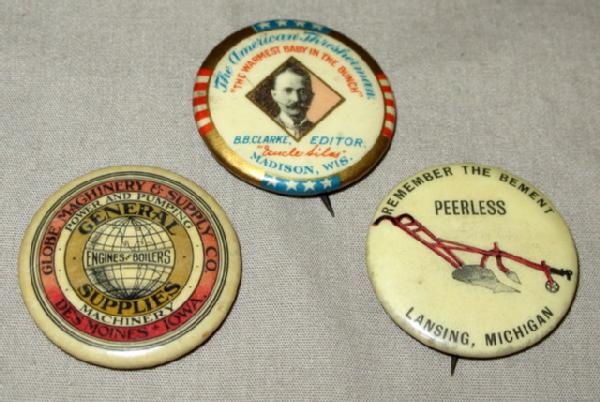 The American Thresherman
"THE WARMEST BABY IN THE BUNCH"
B.B. CLARKE, EDITOR.
"Uncle Silas"
MADISON, WIS.
GLOBE MACHINERY & SUPPLY CO
POWER AND PUMPING
GENERAL
ENGINES AND BOILERS
SUPPLIES
MACHINERY
DES MOINES IOWA.
REMEMBER THE BEMENT
PEERLESS
LANSING, MICHIGAN